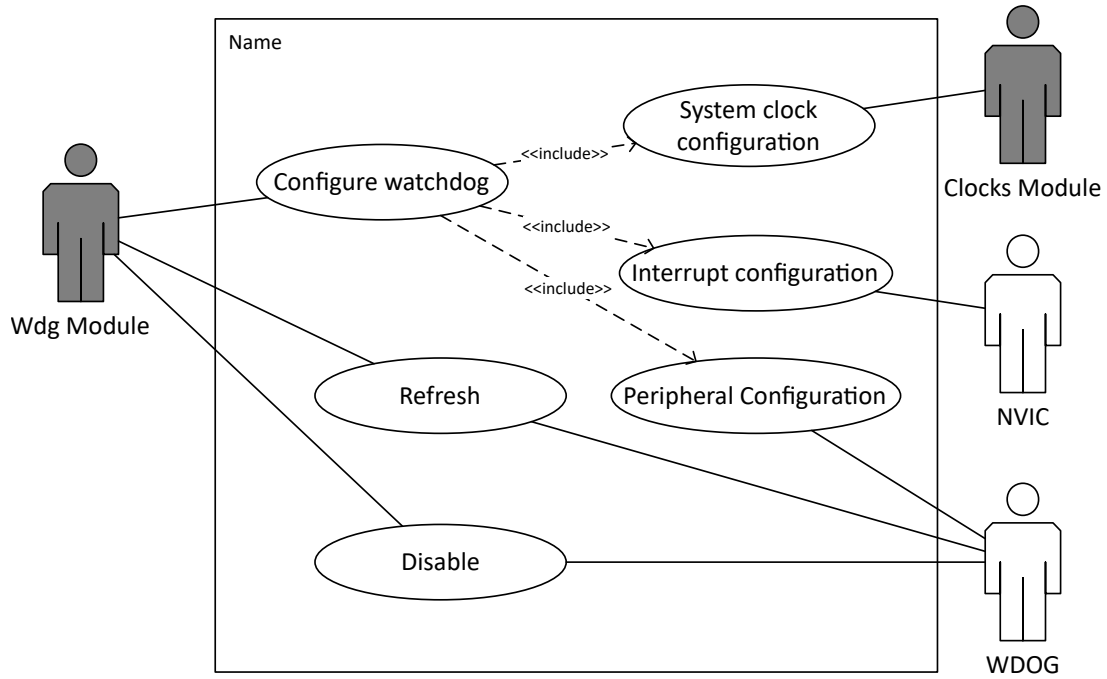 Name
System clock
configuration
<<include>>
Configure watchdog
Clocks Module
<<include>>
Interrupt configuration
<<include>>
Wdg Module
Refresh
Peripheral Configuration
NVIC
Disable
WDOG